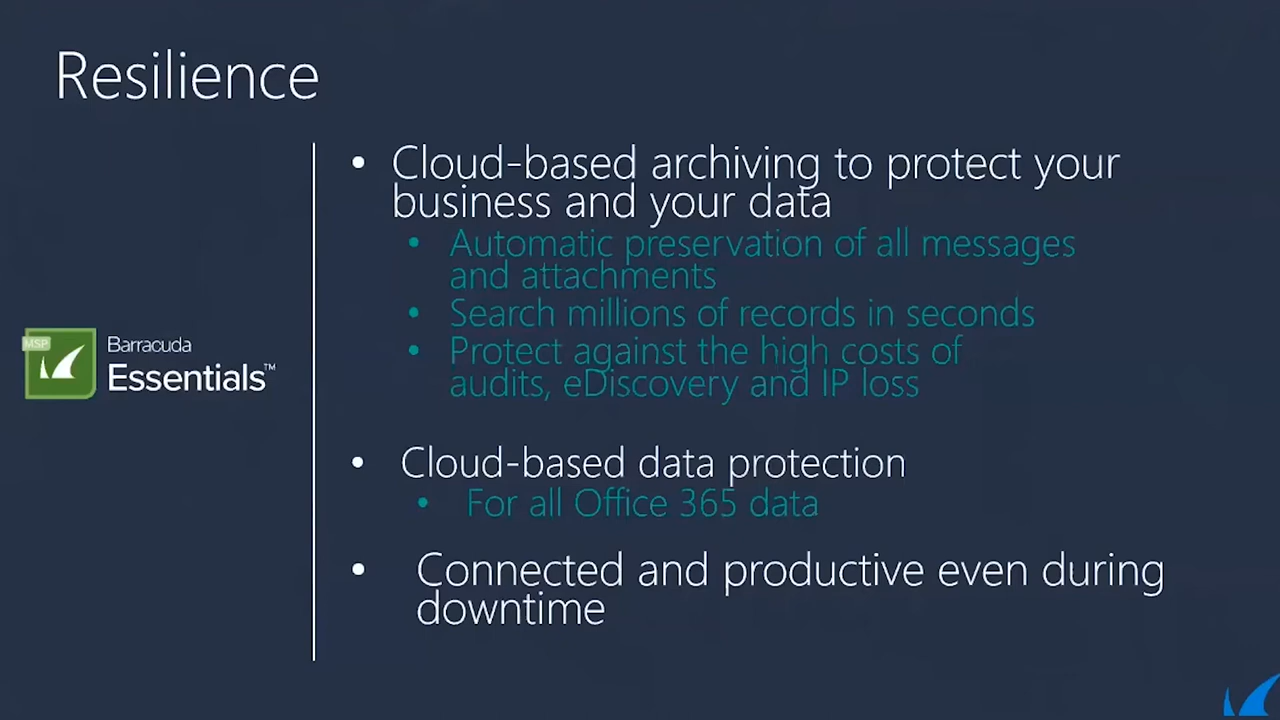 Resilience
• Cloud-based archiving to protect your
business and your data
• Automatic preservation of all messages
and attachments
• Search millions of records in seconds
• Protect against the high costs of
audits, eDiscovery and IP loss
MSP
Barracuda
Essentials™
• Cloud-based data protection
• For all Office 365 data
• Connected and productive even during
downtime